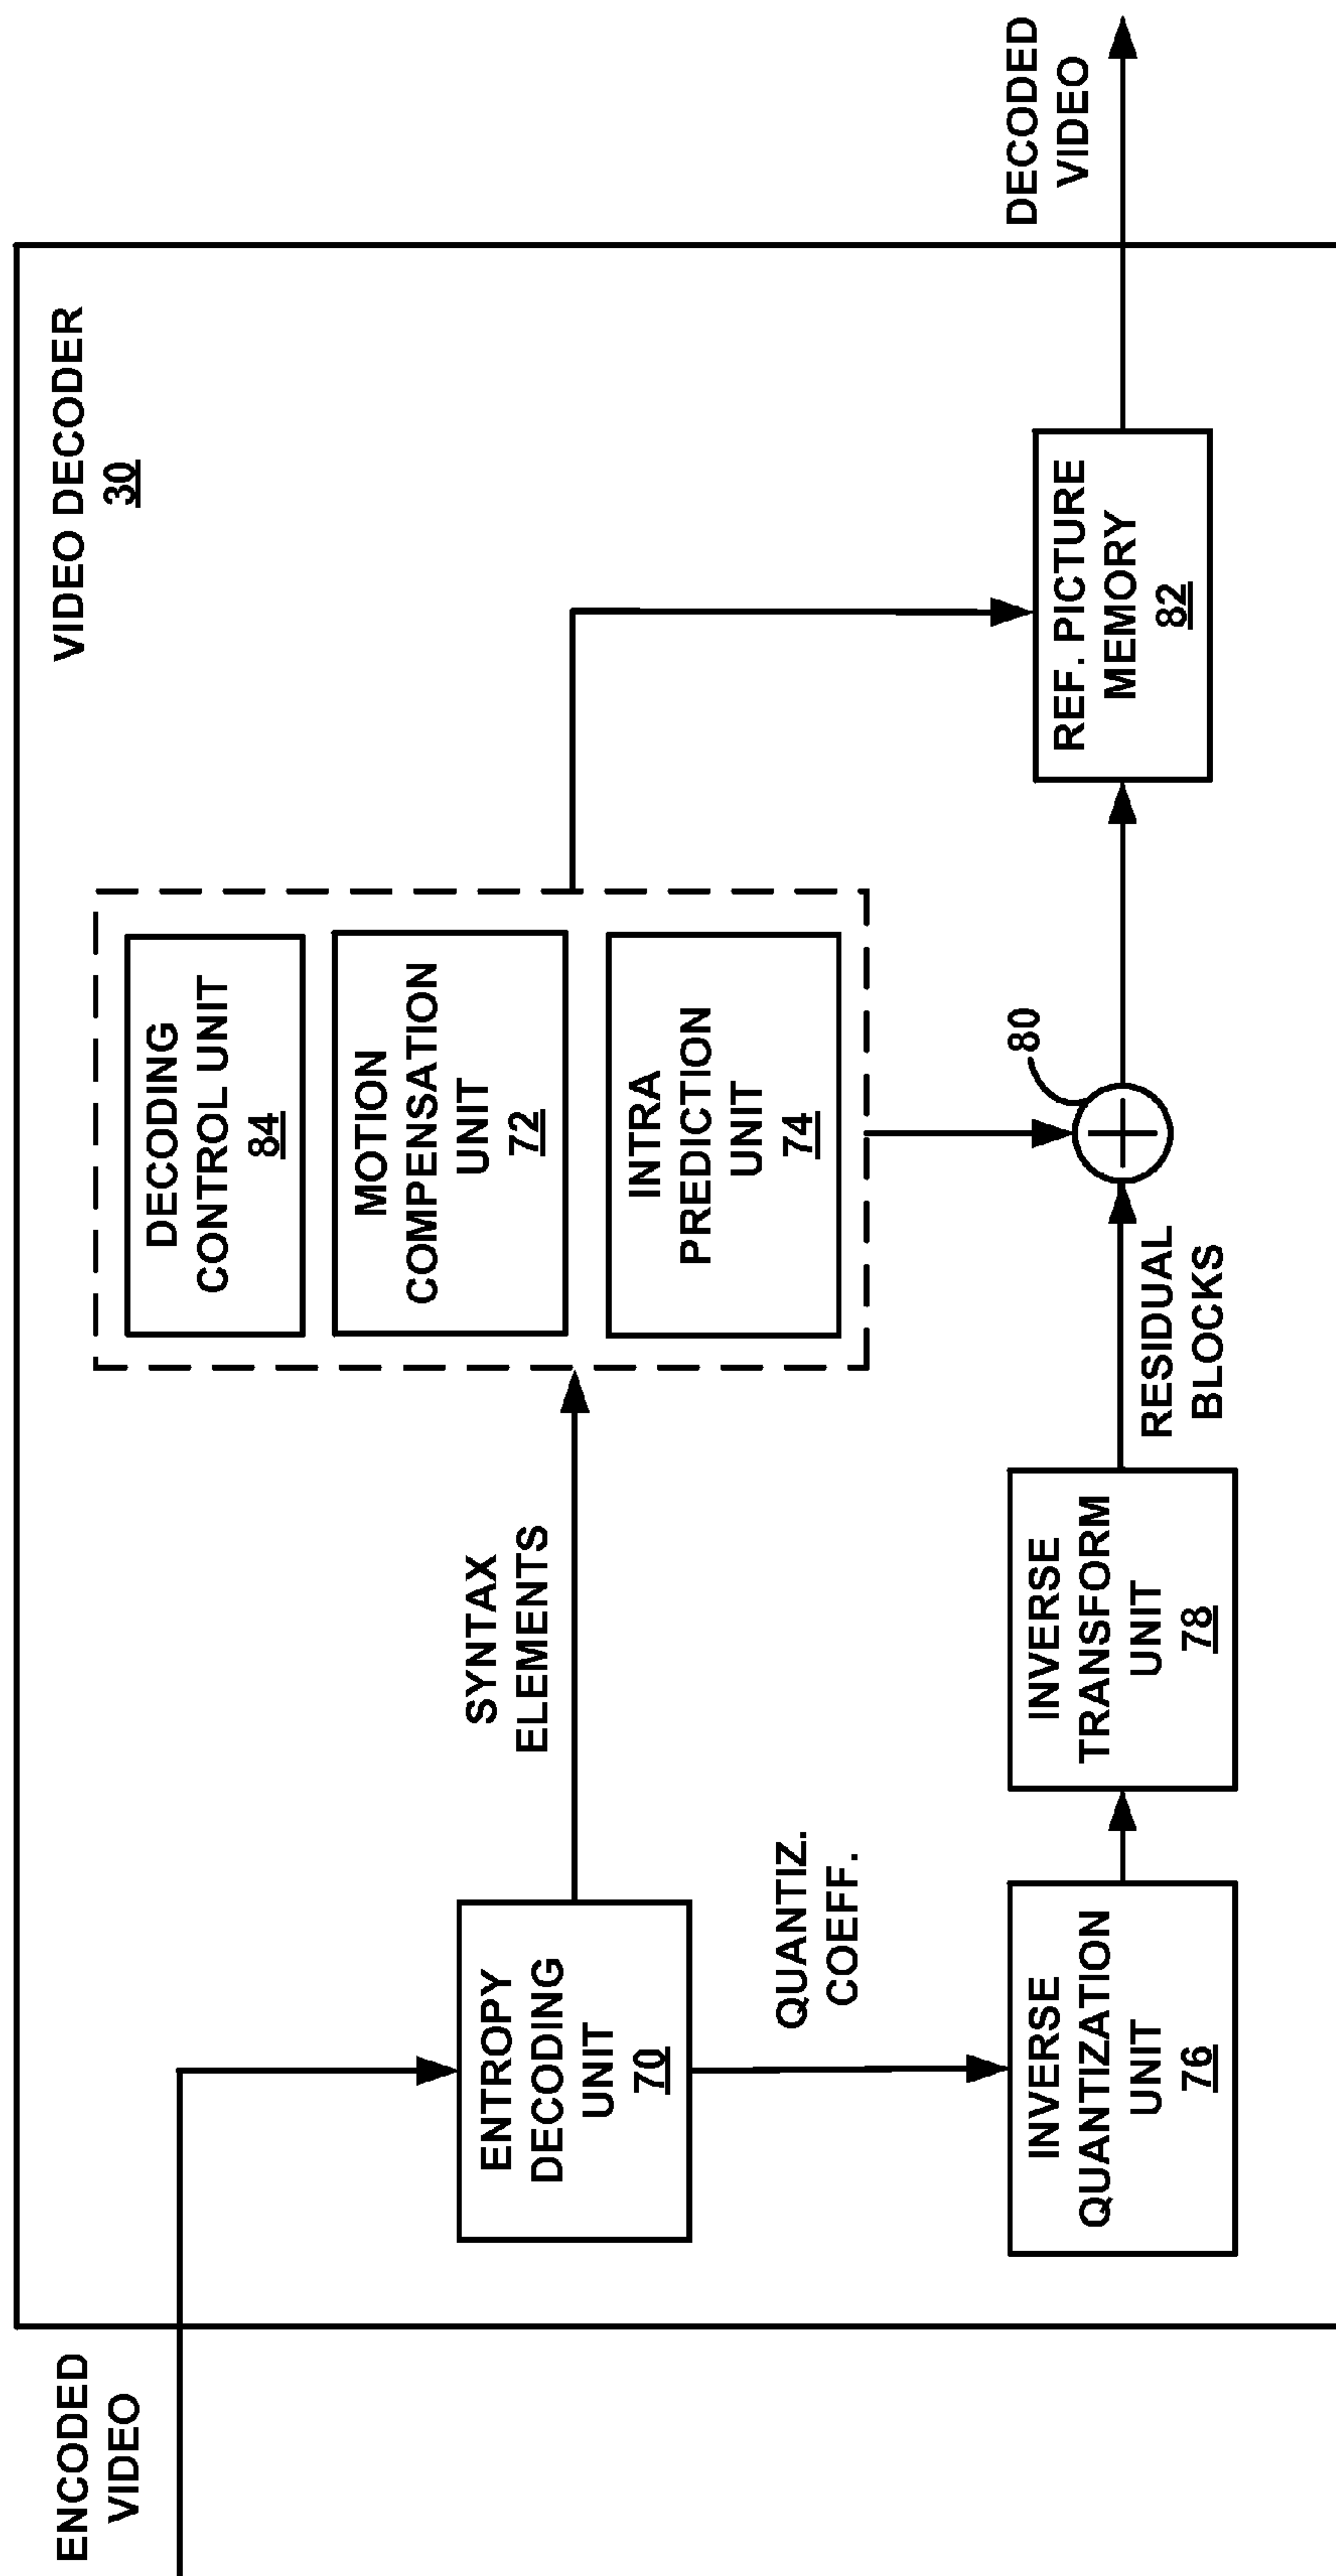 ENCODED
VIDEO
VIDEO DECODER
30
ENTROPY
DECODING
UNIT
70
SYNTAX
ELEMENTS
DECODING
CONTROL UNIT
84
MOTION
COMPENSATION
UNIT
72
INTRA
PREDICTION
UNIT
74
QUANTIZ.
COEFF.
INVERSE
QUANTIZATION
UNIT
76
INVERSE
TRANSFORM
UNIT
78
RESIDUAL
BLOCKS
80
REF. PICTURE
MEMORY
82
DECODED
VIDEO